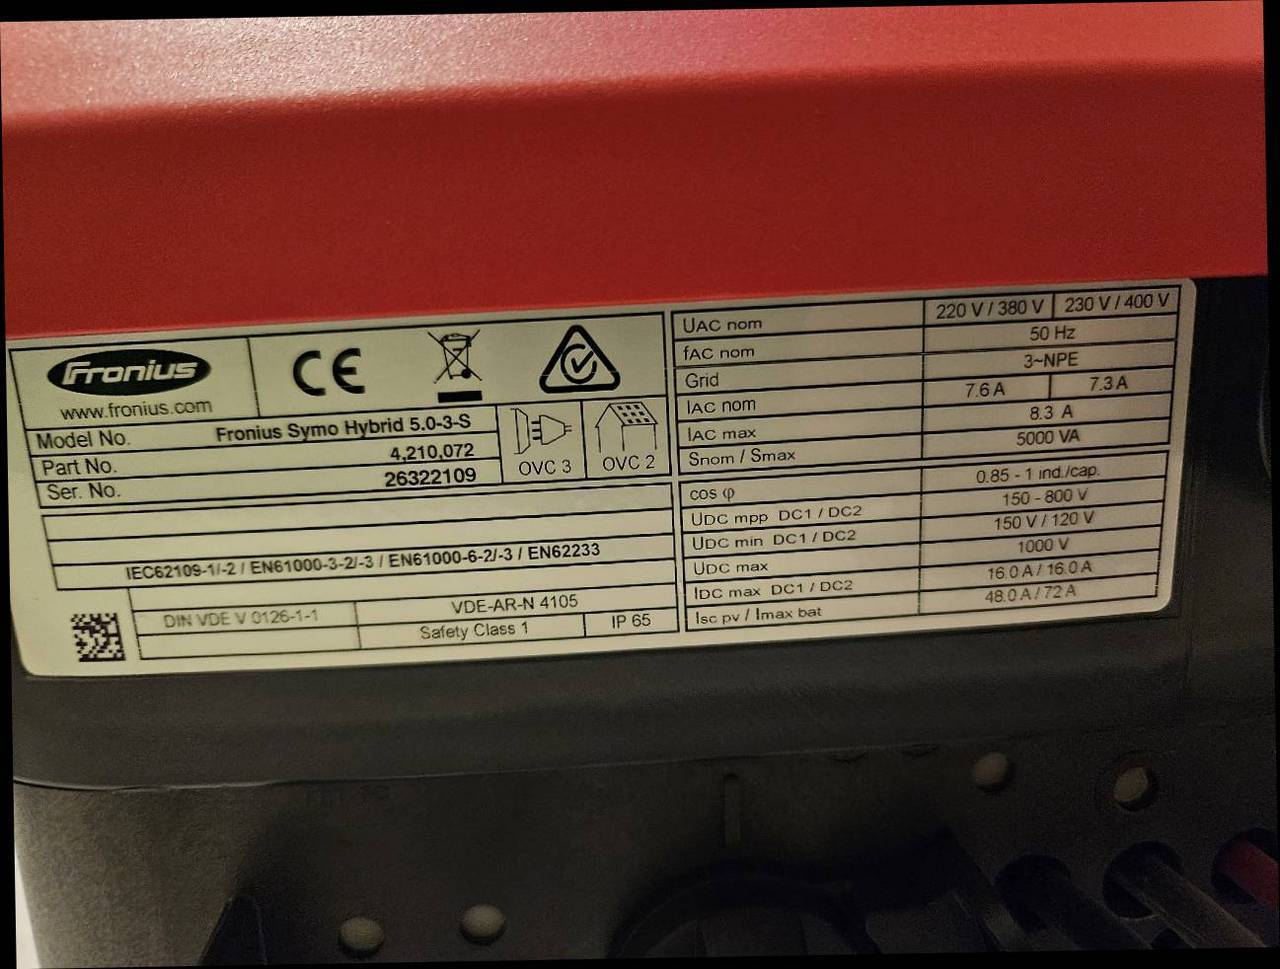 Fronius
www.fronius.com
Model No. Fronius Symo Hybrid 5.0-3-S
Part No. 4,210,072
Ser. No. 26322109
CE
OVC 3
OVC 2
IEC62109-1/-2 / EN61000-3-2/-3 / EN61000-6-2/-3 / EN62233
DIN VDE V 0126-1-1 VDE-AR-N 4105
Safety Class 1 IP 65
UAC nom 220 V / 380 V 230 V / 400 V
fAC nom 50 Hz
Grid 3~NPE
IAC nom 7.6 A 7.3 A
IAC max 8.3 A
Snom / Smax 5000 VA
cos φ 0.85 - 1 ind./cap.
UDC mpp DC1 / DC2 150 - 800 V
UDC min DC1 / DC2 150 V / 120 V
UDC max 1000 V
IDC max DC1 / DC2 16.0 A / 16.0 A
Isc pv / Imax bat 48.0 A / 72 A